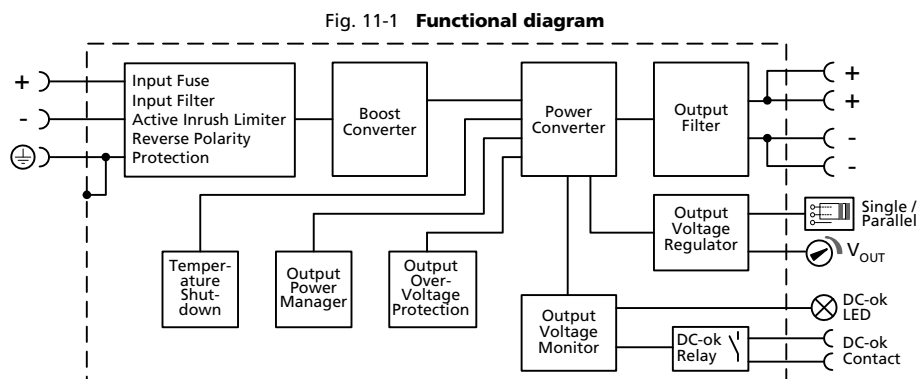 Fig. 11-1 Functional diagram
+
-
Input Fuse
Input Filter
Active Inrush Limiter
Reverse Polarity
Protection
Boost
Converter
Power
Converter
Output
Filter
+
+
-
-
Output
Voltage
Regulator
Single /
Parallel
VOUT
Temper-
ature
Shut-
down
Output
Power
Manager
Output
Over-
Voltage
Protection
Output
Voltage
Monitor
DC-ok
LED
DC-ok
Relay
DC-ok
Contact